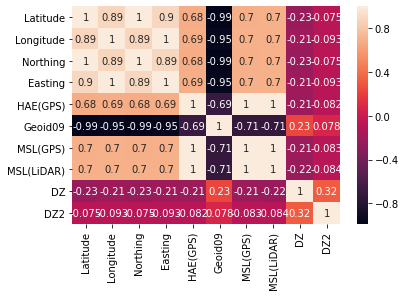 Latitude 1 0.89 1 0.9 0.68 -0.99 0.7 0.7 -0.23 -0.075
Longitude 0.89 1 0.89 1 0.69 -0.95 0.7 0.7 -0.21 -0.093
Northing 1 0.89 1 0.89 0.68 -0.99 0.7 0.7 -0.23 -0.075
Easting 0.9 1 0.89 1 0.69 -0.95 0.7 0.7 -0.21 -0.093
HAE(GPS) 0.68 0.69 0.68 0.69 1 -0.69 1 1 -0.21 -0.082
Geoid09 -0.99 -0.95 -0.99 -0.95 -0.69 1 -0.71 -0.71 0.23 0.078
MSL(GPS) 0.7 0.7 0.7 0.7 1 -0.71 1 1 -0.21 -0.083
MSL(LiDAR) 0.7 0.7 0.7 0.7 1 -0.71 1 1 -0.22 -0.084
DZ -0.23 -0.21 -0.23 -0.21 -0.21 0.23 -0.21 -0.22 1 0.32
DZ2 -0.075 -0.093 -0.075 -0.093 -0.082 0.078 -0.083 -0.084 0.32 1
Latitude
Longitude
Northing
Easting
HAE(GPS)
Geoid09
MSL(GPS)
MSL(LiDAR)
DZ
DZ2
0.8
0.4
0.0
-0.4
-0.8